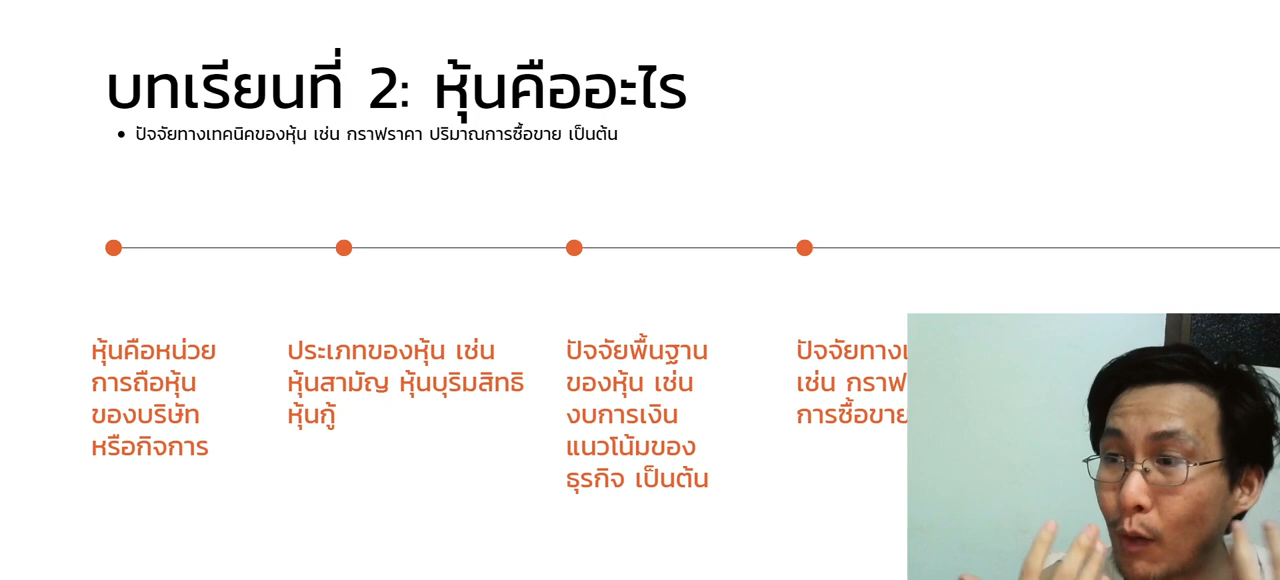 บทเรียนที่ 2: หุ้นคืออะไร
• ปัจจัยทางเทคนิคของหุ้น เช่น กราฟราคา ปริมาณการซื้อขาย เป็นต้น
หุ้นคือหน่วย
การถือหุ้น
ของบริษัท
หรือกิจการ
ประเภทของหุ้น เช่น
หุ้นสามัญ หุ้นบุริมสิทธิ
หุ้นกู้
ปัจจัยพื้นฐาน
ของหุ้น เช่น
งบการเงิน
แนวโน้มของ
ธุรกิจ เป็นต้น
ปัจจัยทาง
เช่น กราฟ
การซื้อขาย